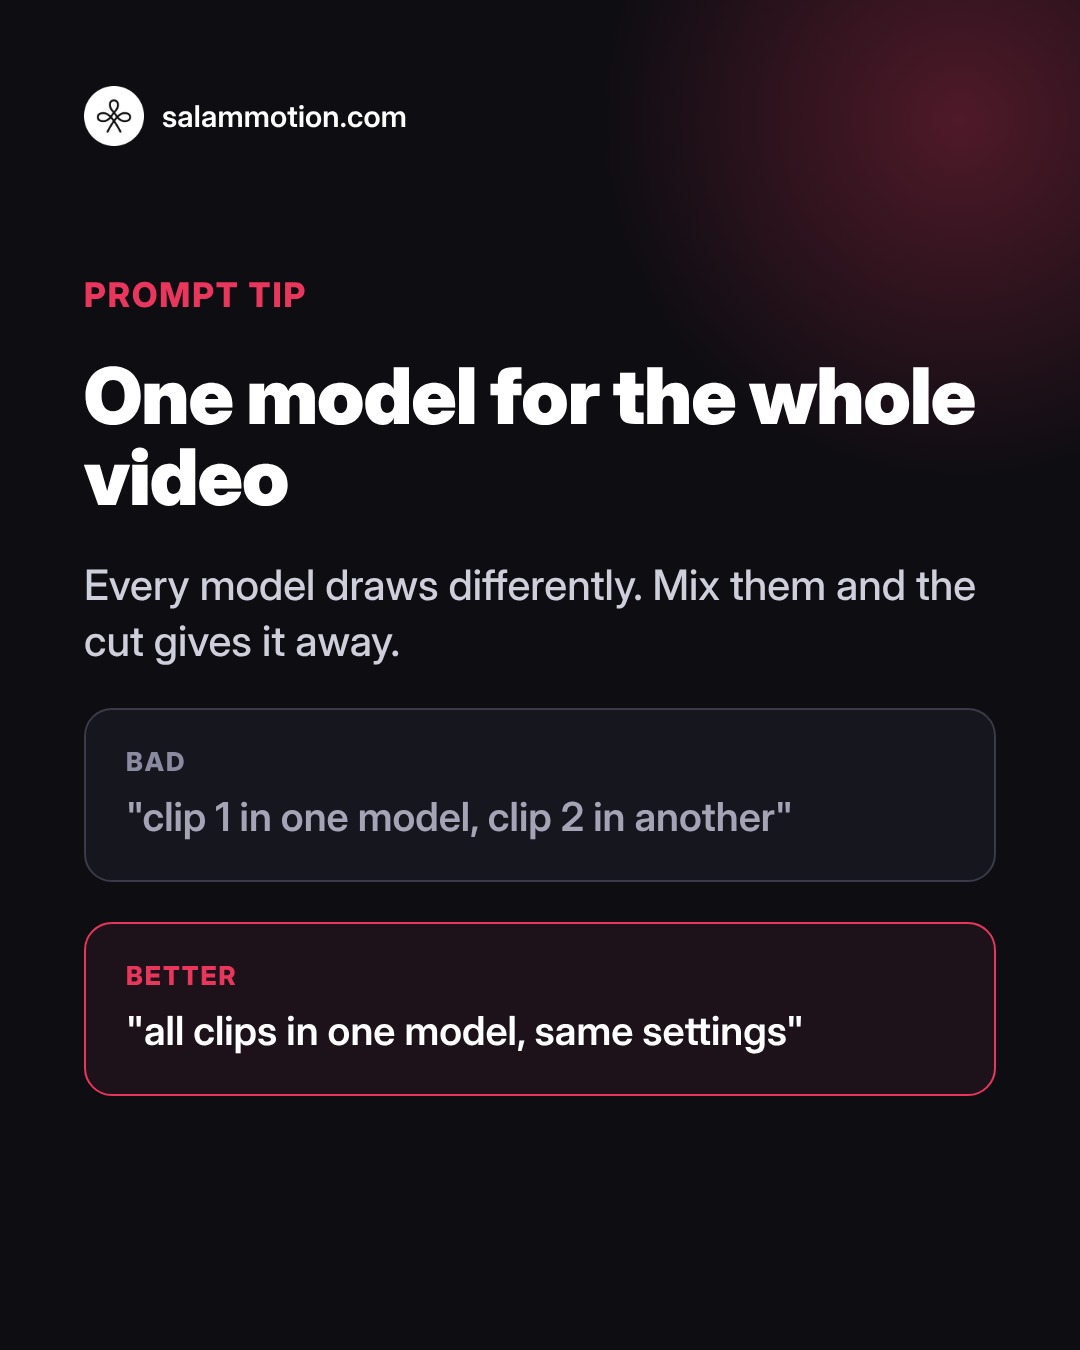 salammotion.com
PROMPT TIP
One model for the whole
video
Every model draws differently. Mix them and the
cut gives it away.
BAD
"clip 1 in one model, clip 2 in another"
BETTER
"all clips in one model, same settings"